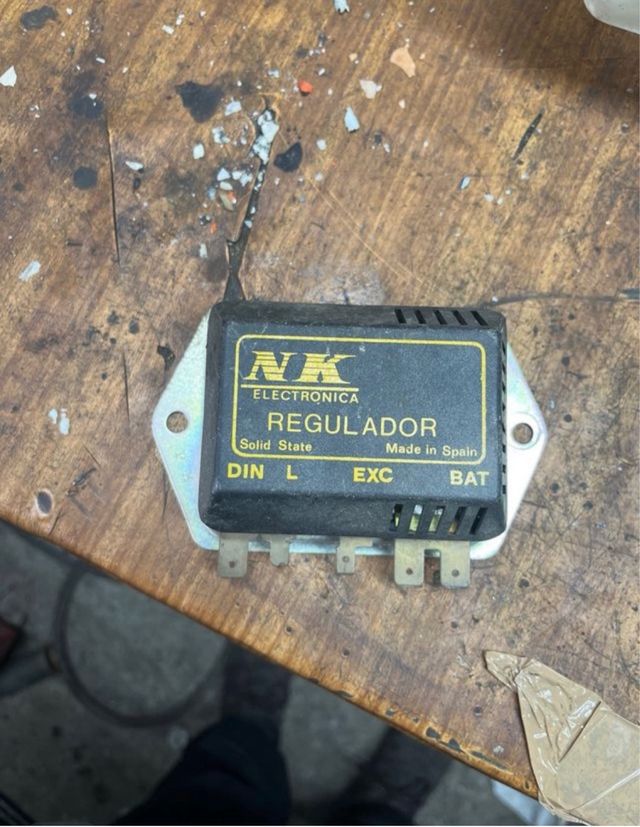 NK
ELECTRONICA
REGULADOR
Solid State Made in Spain
DIN L EXC BAT